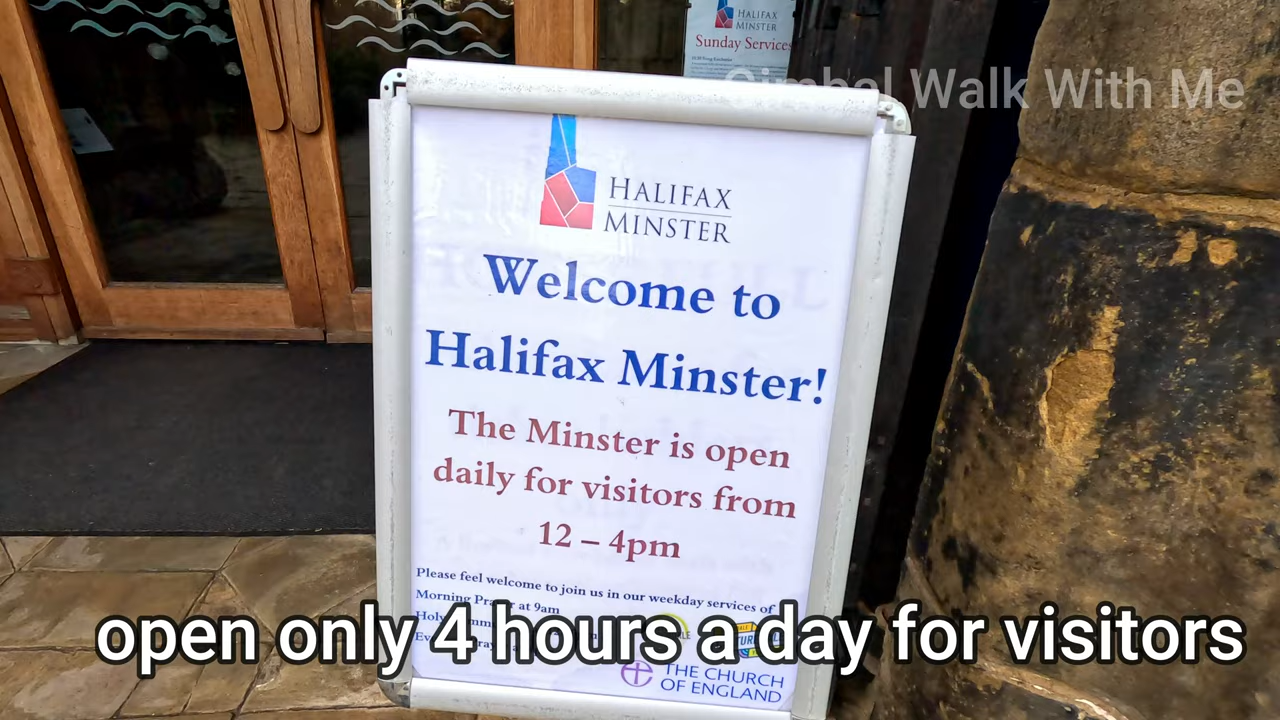 HALIFAX
MINSTER
Sunday Services
Gimbal Walk With Me
HALIFAX
MINSTER
Welcome to
Halifax Minster!
The Minster is open
daily for visitors from
12 – 4pm
Please feel welcome to join us in our weekday services of
Morning Prayer at 9am
open only 4 hours a day for visitors
THE CHURCH
OF ENGLAND